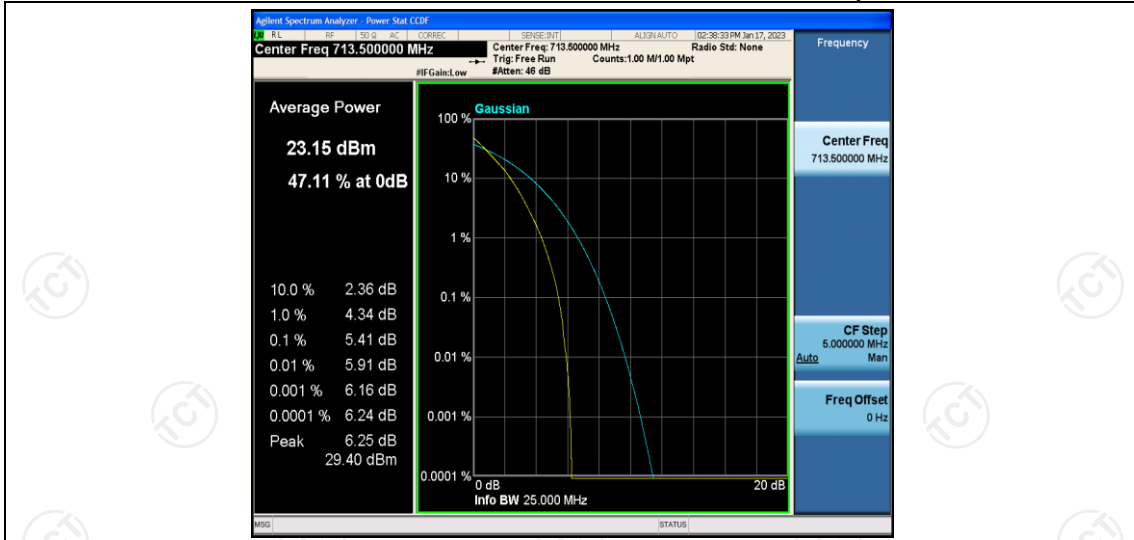 Agilent Spectrum Analyzer - Power Stat CCDF
LXI RL RF 50 Ω AC CORREC SENSE:INT ALIGN AUTO 02:38:33 PM Jan 17, 2023
Center Freq 713.500000 MHz
Center Freq: 713.500000 MHz Radio Std: None
Trig: Free Run Counts:1.00 M/1.00 Mpt
#IFGain:Low #Atten: 46 dB
Frequency
Average Power
23.15 dBm
47.11 % at 0dB
10.0 % 2.36 dB
1.0 % 4.34 dB
0.1 % 5.41 dB
0.01 % 5.91 dB
0.001 % 6.16 dB
0.0001 % 6.24 dB
Peak 6.25 dB
29.40 dBm
Gaussian
100 %
10 %
1 %
0.1 %
0.01 %
0.001 %
0.0001 %
0 dB 20 dB
Info BW 25.000 MHz
Center Freq
713.500000 MHz
CF Step
5.000000 MHz
Auto Man
Freq Offset
0 Hz
MSG STATUS
TCT
TCT
TCT
TCT
TCT
TCT